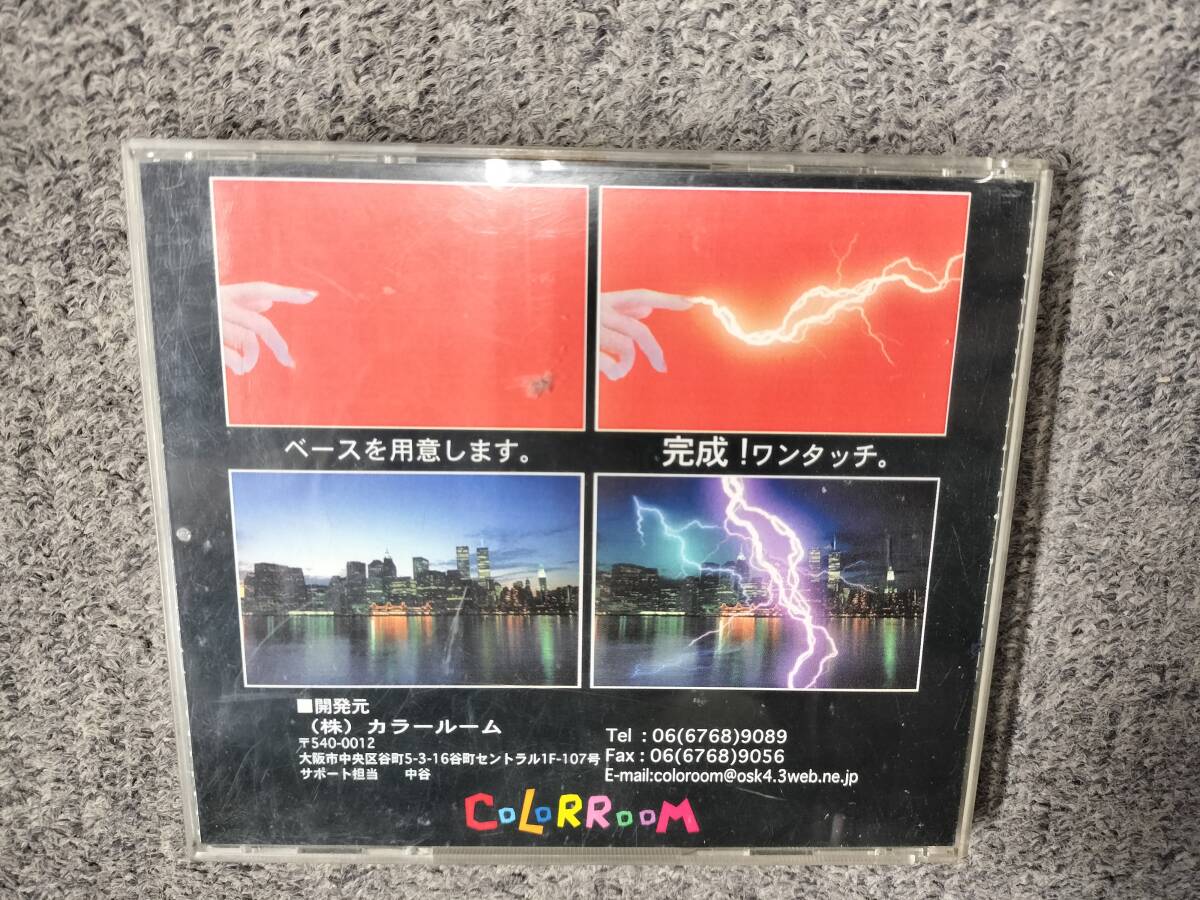 ベースを用意します。
完成！ワンタッチ。
■開発元
（株）カラールーム
〒540-0012
大阪市中央区谷町5-3-16谷町セントラル1F-107号
サポート担当　中谷
Tel : 06(6768)9089
Fax : 06(6768)9056
E-mail:coloroom@osk4.3web.ne.jp
COLORROOM